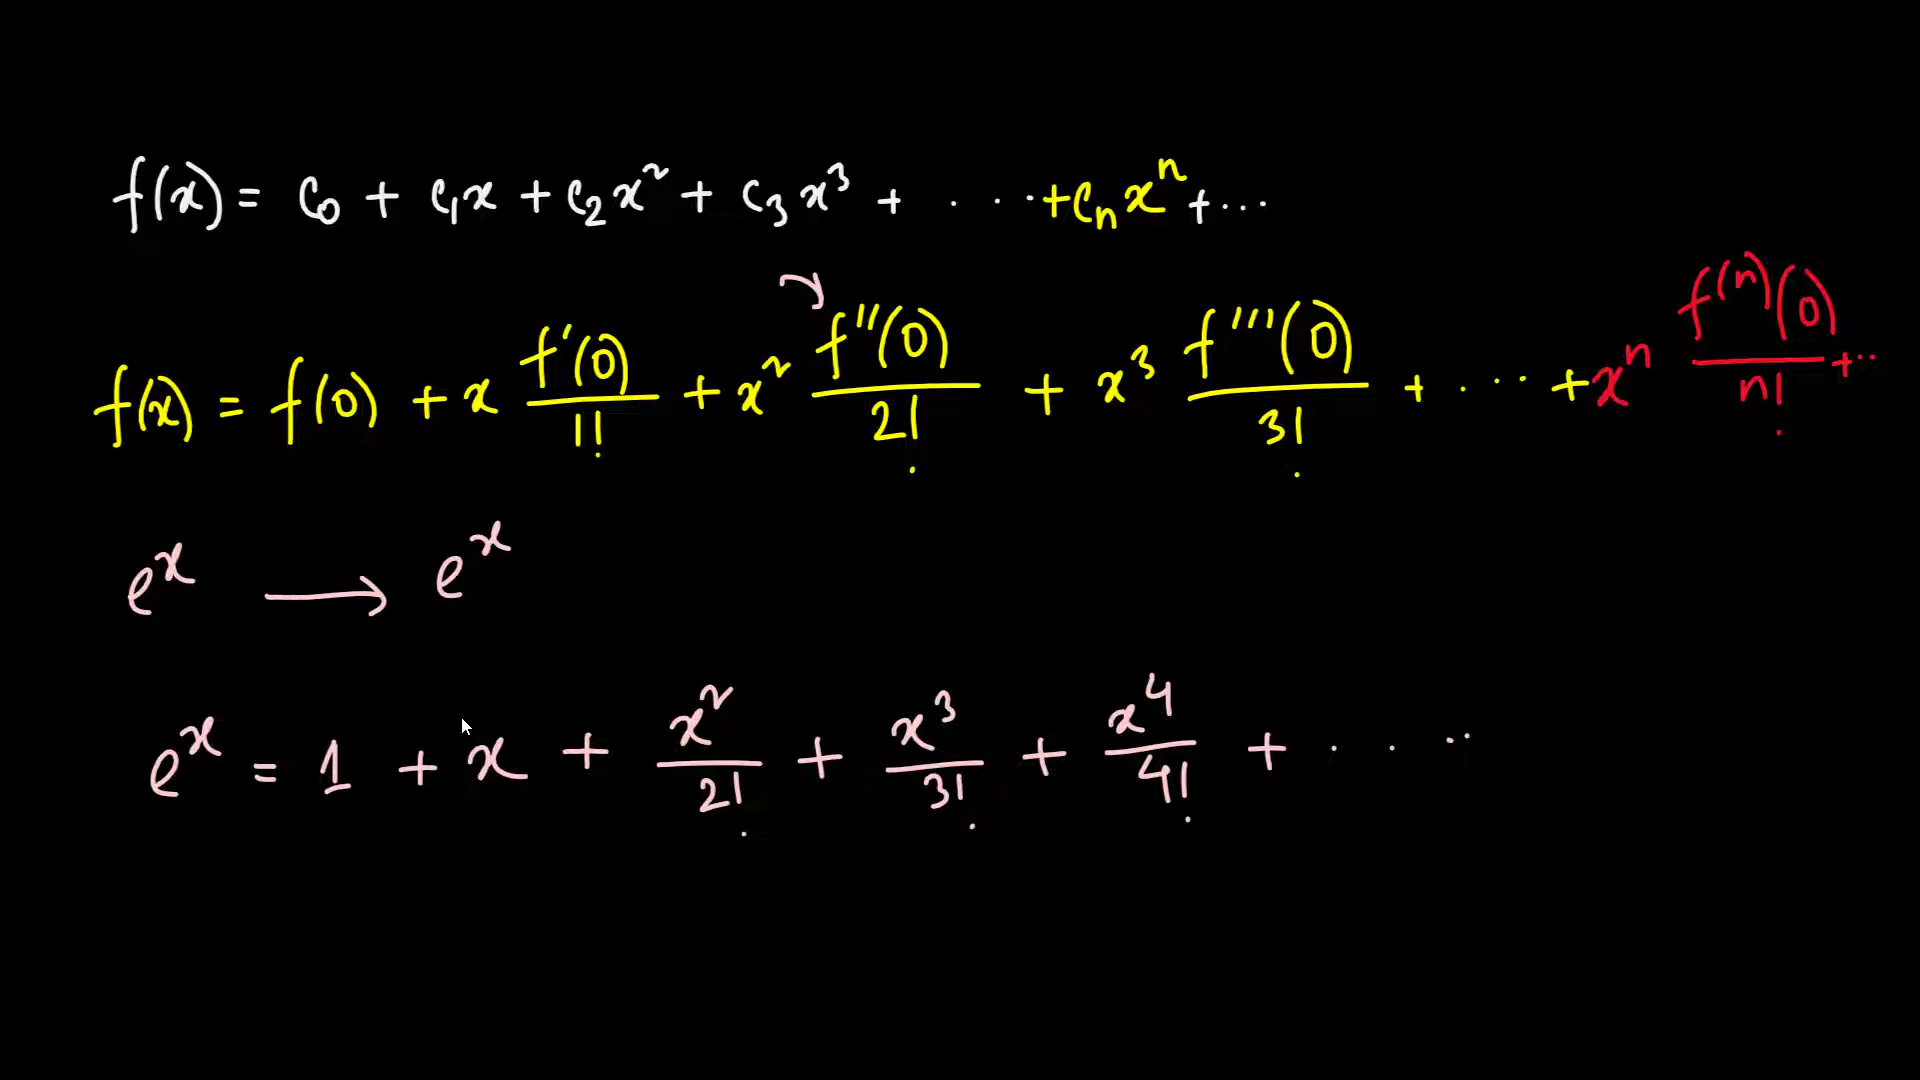 f(x) = c₀ + c₁x + c₂x² + c₃x³ + · ··· + cₙxⁿ + ···
f(x) = f(0) + x f'(0)/1! + x² f''(0)/2! + x³ f'''(0)/3! + ··· + xⁿ f⁽ⁿ⁾(0)/n! + ··
eˣ ⟶ eˣ
eˣ = 1 + x + x²/2! + x³/3! + x⁴/4! + · · ··